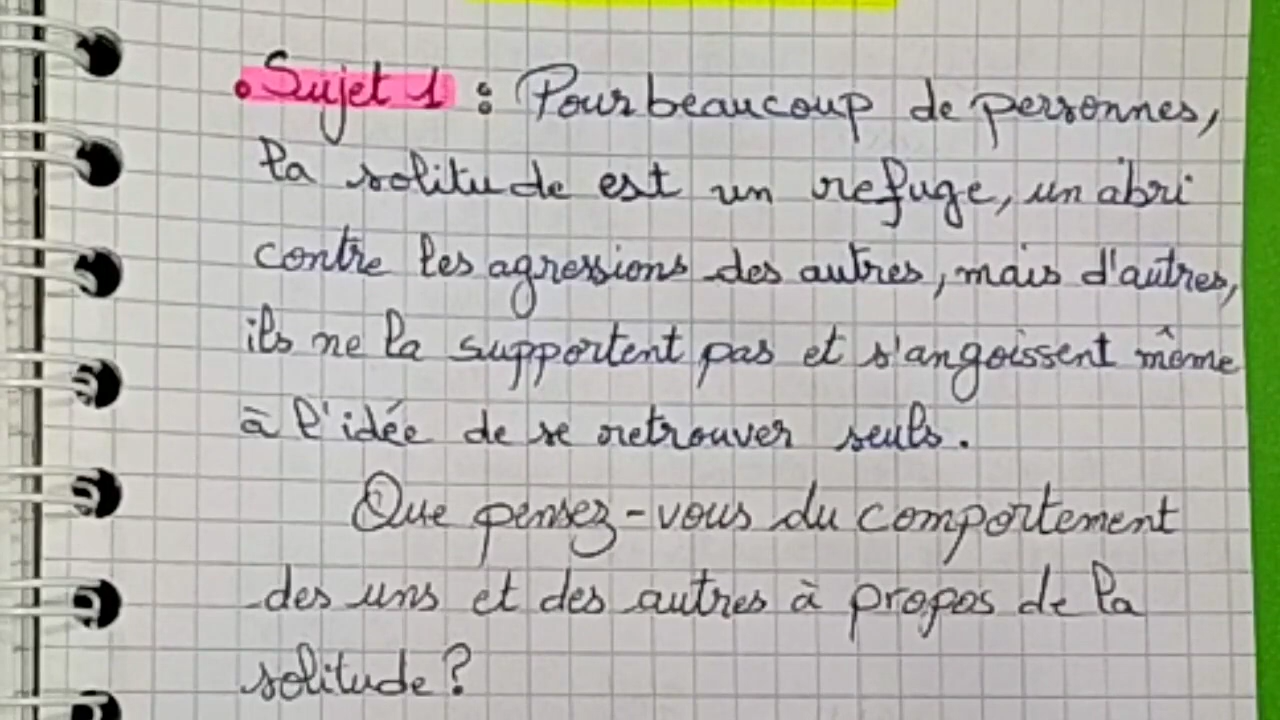 • Sujet 1 : Pour beaucoup de personnes,
la solitude est un refuge, un abri
contre les agressions des autres, mais d'autres,
ils ne la supportent pas et s'angoissent même
à l'idée de se retrouver seuls.
Que pensez-vous du comportement
des uns et des autres à propos de la
solitude ?